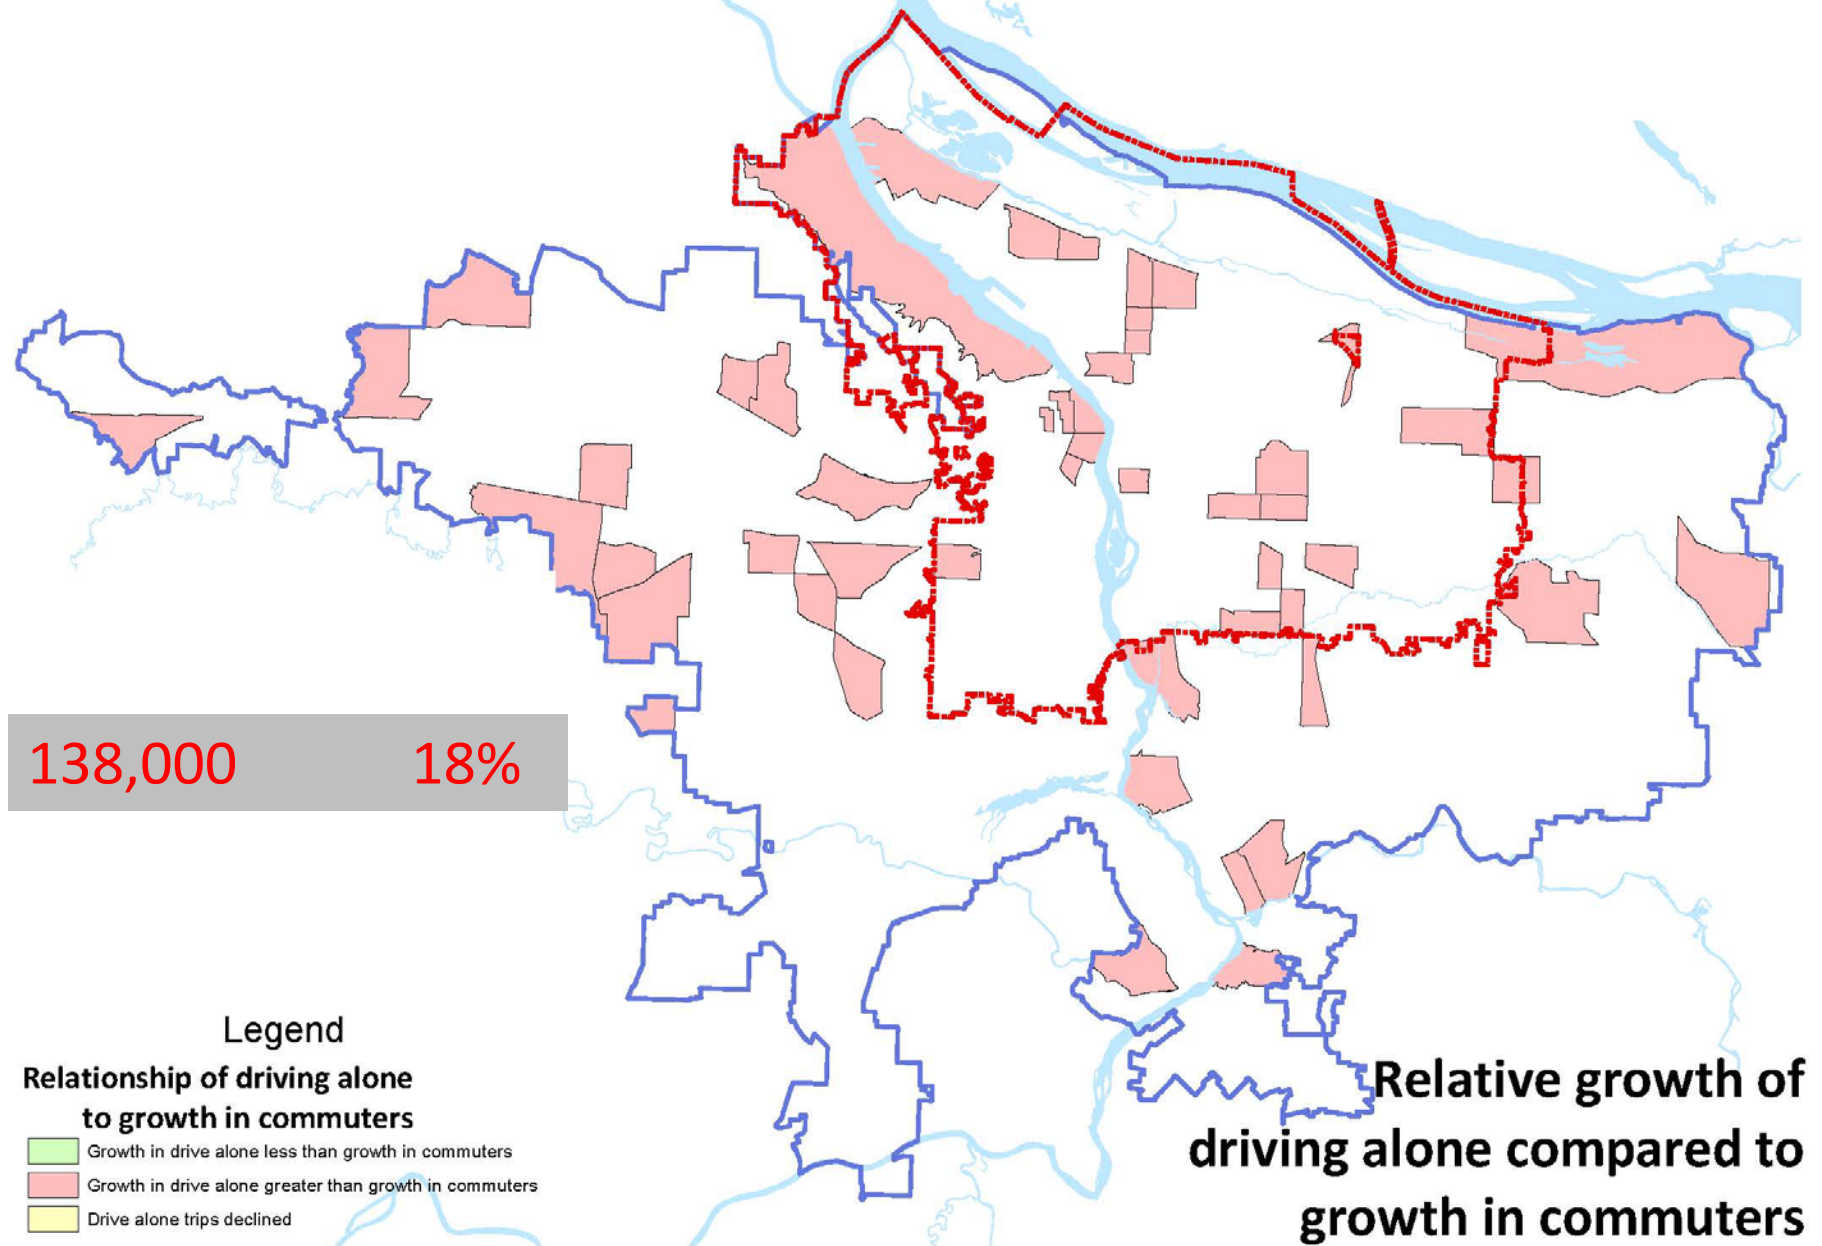 138,000 18%
Legend
Relationship of driving alone
to growth in commuters
Growth in drive alone less than growth in commuters
Growth in drive alone greater than growth in commuters
Drive alone trips declined
Relative growth of
driving alone compared to
growth in commuters